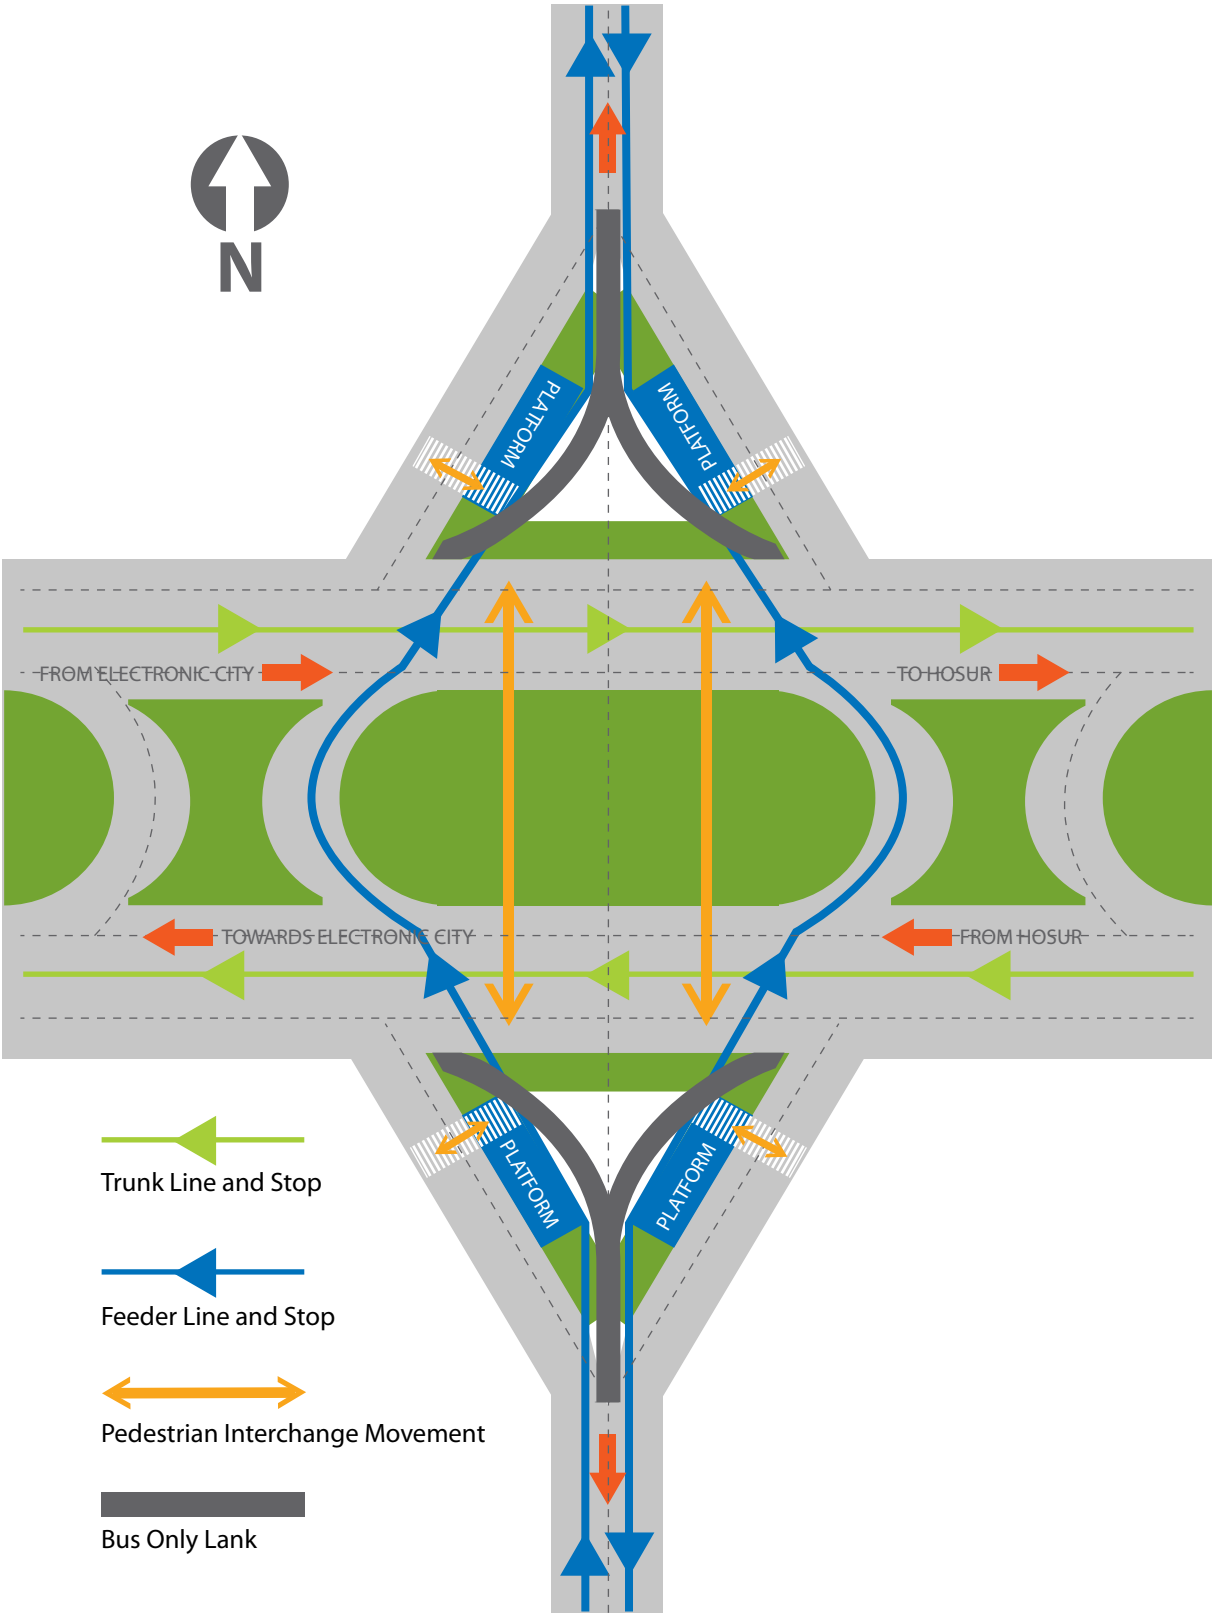 N
PLATFORM
PLATFORM
FROM ELECTRONIC CITY
TO HOSUR
TOWARDS ELECTRONIC CITY
FROM HOSUR
PLATFORM
PLATFORM
Trunk Line and Stop
Feeder Line and Stop
Pedestrian Interchange Movement
Bus Only Lank